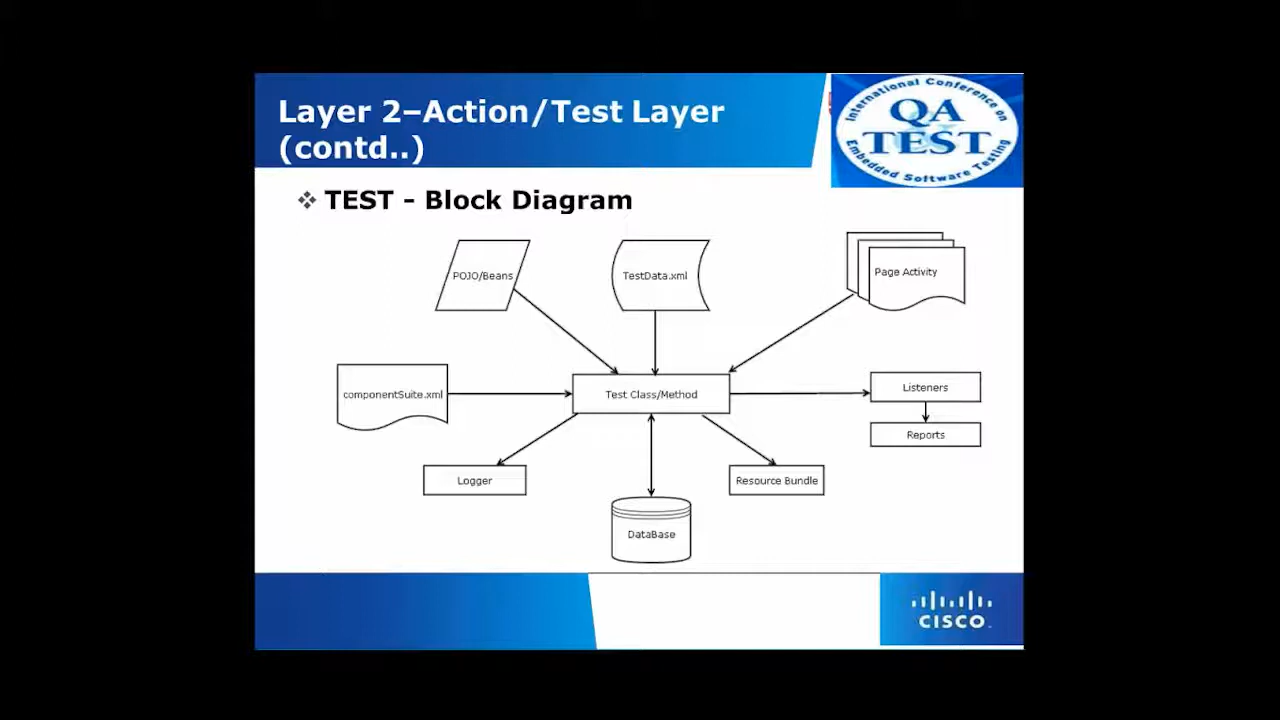 Layer 2–Action/Test Layer
(contd..)
International Conference on
QA
&
TEST
Embedded Software Testing
❖ TEST - Block Diagram
POJO/Beans
TestData.xml
Page Activity
componentSuite.xml
Test Class/Method
Listeners
Reports
Logger
Resource Bundle
DataBase
CISCO